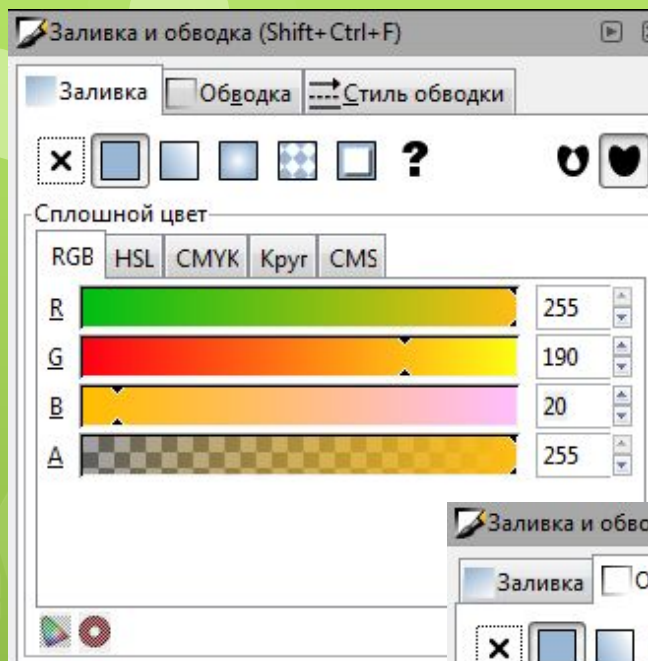 Заливка и обводка (Shift+Ctrl+F)
Заливка Обводка Стиль обводки
?
Сплошной цвет
RGB HSL CMYK Круг CMS
R 255
G 190
B 20
A 255
Заливка и обво
Заливка О